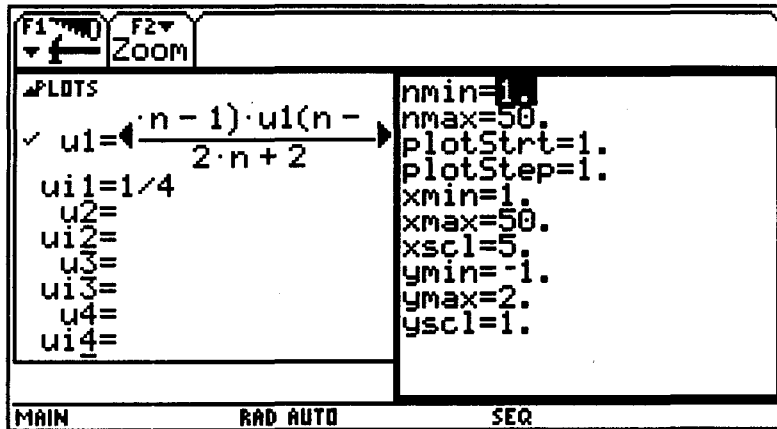 F1 F2
Zoom
PLOTS
u1= ·n - 1)·u1(n -
2·n + 2
ui1=1/4
u2=
ui2=
u3=
ui3=
u4=
ui4=
nmin=1.
nmax=50.
plotStrt=1.
plotStep=1.
xmin=1.
xmax=50.
xscl=5.
ymin=-1.
ymax=2.
yscl=1.
MAIN RAD AUTO SEQ